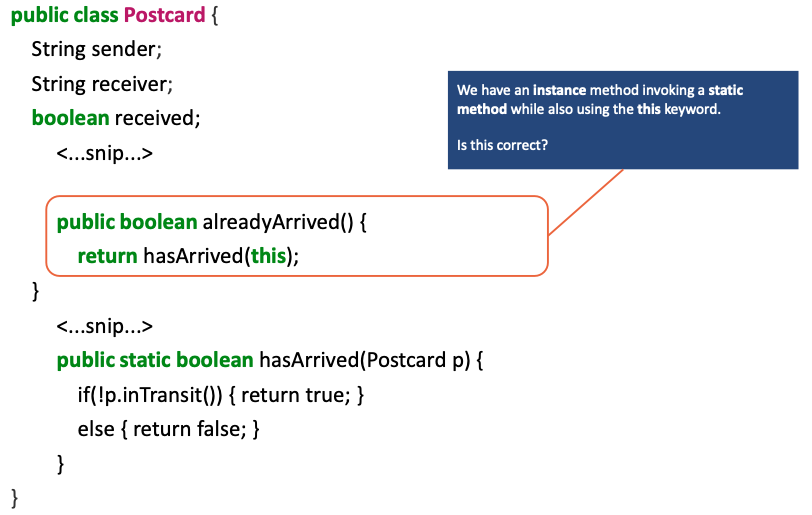 public class Postcard {
String sender;
String receiver;
boolean received;
<...snip...>
We have an instance method invoking a static
method while also using the this keyword.
Is this correct?
public boolean alreadyArrived() {
return hasArrived(this);
}
<...snip...>
public static boolean hasArrived(Postcard p) {
if(!p.inTransit()) { return true; }
else { return false; }
}
}